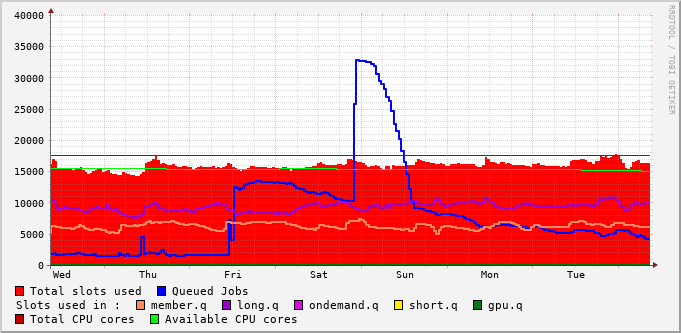 40000
35000
30000
25000
20000
15000
10000
5000
0
Wed Thu Fri Sat Sun Mon Tue
Total slots used Queued Jobs
Slots used in : member.q long.q ondemand.q short.q gpu.q
Total CPU cores Available CPU cores
RRDTOOL / TOBI OETIKER